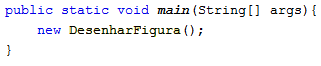 public static void main(String[] args){
    new DesenharFigura();
}